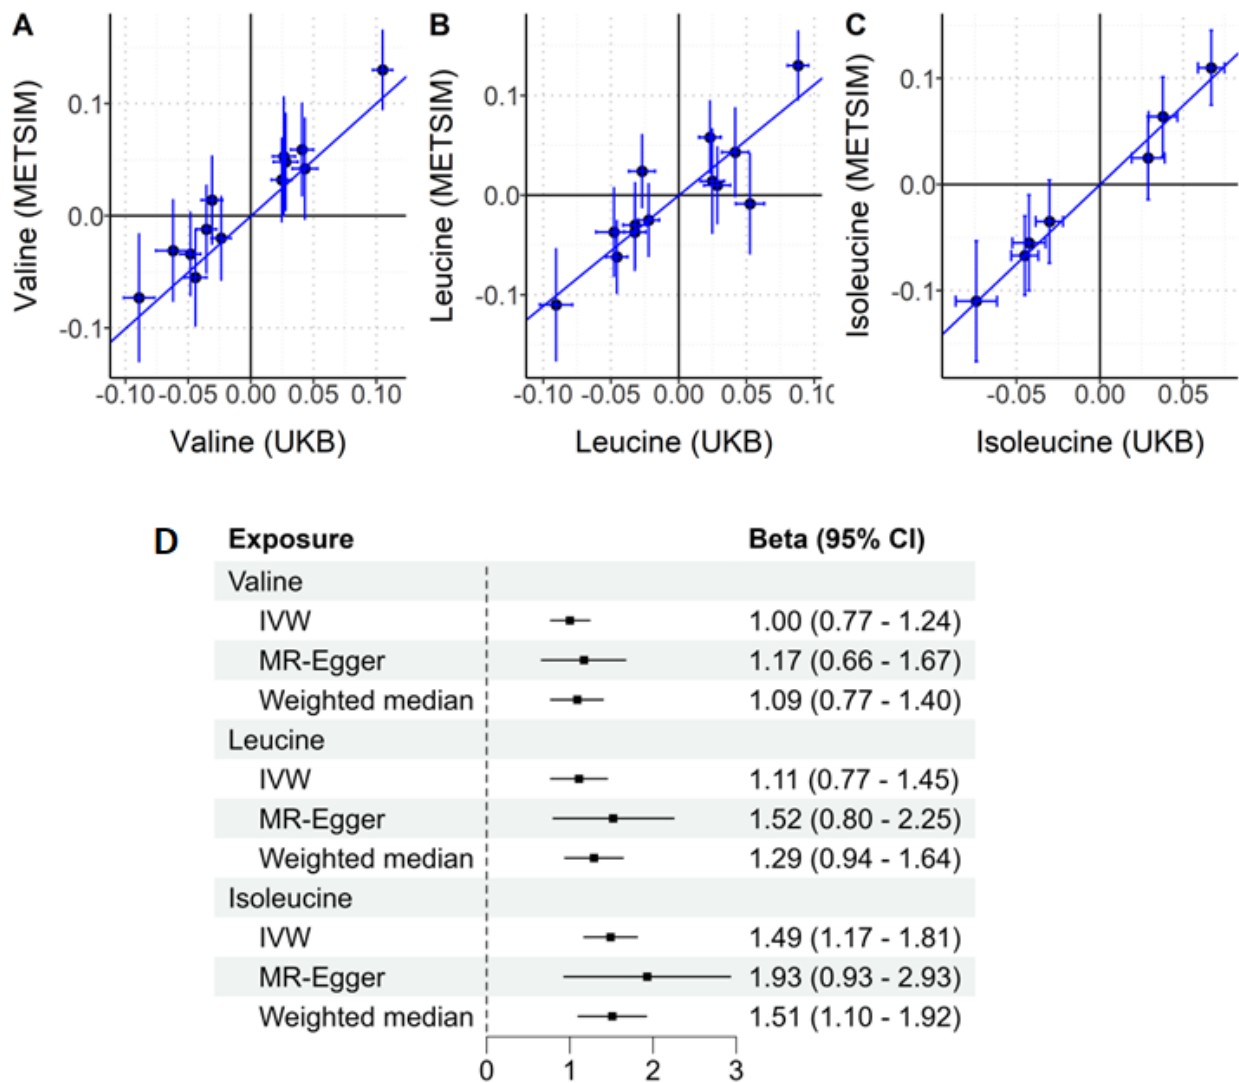 A
Valine (METSIM)
0.1
0.0
-0.1
-0.10 -0.05 0.00 0.05 0.10
Valine (UKB)
B
Leucine (METSIM)
0.1
0.0
-0.1
-0.10 -0.05 0.00 0.05 0.10
Leucine (UKB)
C
Isoleucine (METSIM)
0.1
0.0
-0.1
-0.05 0.00 0.05
Isoleucine (UKB)
D Exposure Beta (95% CI)
Valine
IVW 1.00 (0.77 - 1.24)
MR-Egger 1.17 (0.66 - 1.67)
Weighted median 1.09 (0.77 - 1.40)
Leucine
IVW 1.11 (0.77 - 1.45)
MR-Egger 1.52 (0.80 - 2.25)
Weighted median 1.29 (0.94 - 1.64)
Isoleucine
IVW 1.49 (1.17 - 1.81)
MR-Egger 1.93 (0.93 - 2.93)
Weighted median 1.51 (1.10 - 1.92)
0 1 2 3